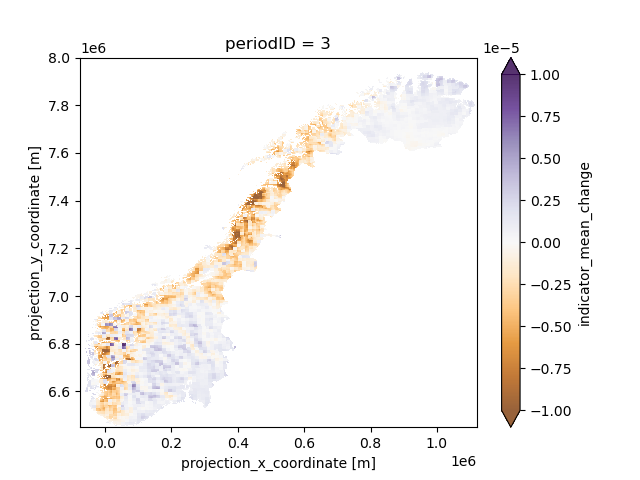 periodID = 3
1e6
1e−5
8.0
7.8
7.6
7.4
7.2
7.0
6.8
6.6
projection_y_coordinate [m]
0.0 0.2 0.4 0.6 0.8 1.0
1e6
projection_x_coordinate [m]
1.00
0.75
0.50
0.25
0.00
−0.25
−0.50
−0.75
−1.00
indicator_mean_change